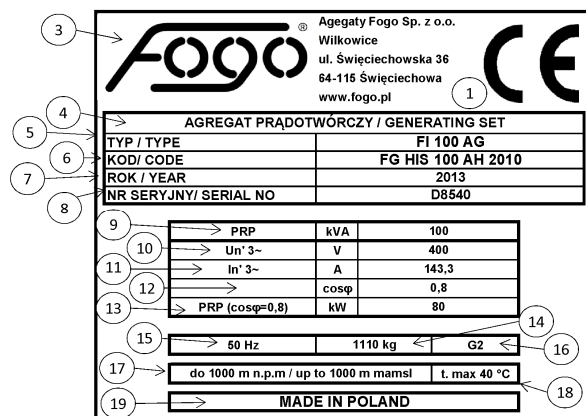 3
fogo ®
Agegaty Fogo Sp. z o.o.
Wilkowice
ul. Święciechowska 36
64-115 Święciechowa
www.fogo.pl
CE
1
4
AGREGAT PRĄDOTWÓRCZY / GENERATING SET
5
TYP / TYPE FI 100 AG
6
KOD/ CODE FG HIS 100 AH 2010
7
ROK / YEAR 2013
8
NR SERYJNY/ SERIAL NO D8540
9
PRP kVA 100
10
Un' 3~ V 400
11
In' 3~ A 143,3
12
cosφ 0,8
13
PRP (cosφ=0,8) kW 80
14
15
50 Hz 1110 kg G2
16
17
do 1000 m n.p.m / up to 1000 m mamsl t. max 40 °C
18
19
MADE IN POLAND